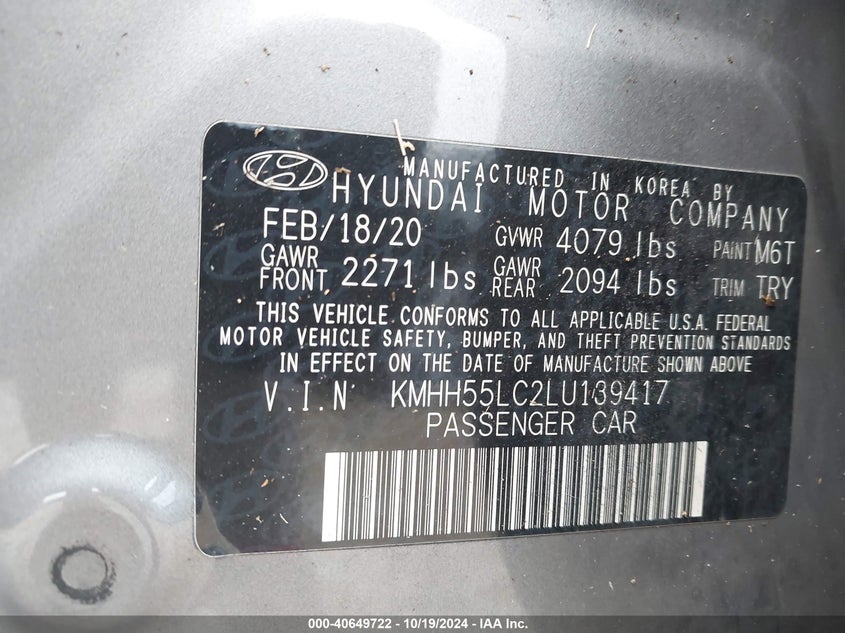 MANUFACTURED IN KOREA BY
HYUNDAI MOTOR COMPANY
FEB/18/20 GVWR 4079 lbs PAINT M6T
GAWR FRONT 2271 lbs GAWR REAR 2094 lbs TRIM TRY
THIS VEHICLE CONFORMS TO ALL APPLICABLE U.S.A. FEDERAL
MOTOR VEHICLE SAFETY, BUMPER, AND THEFT PREVENTION STANDARDS
IN EFFECT ON THE DATE OF MANUFACTURE SHOWN ABOVE
V.I.N KMHH55LC2LU139417
PASSENGER CAR
000-40649722 - 10/19/2024 - IAA Inc.